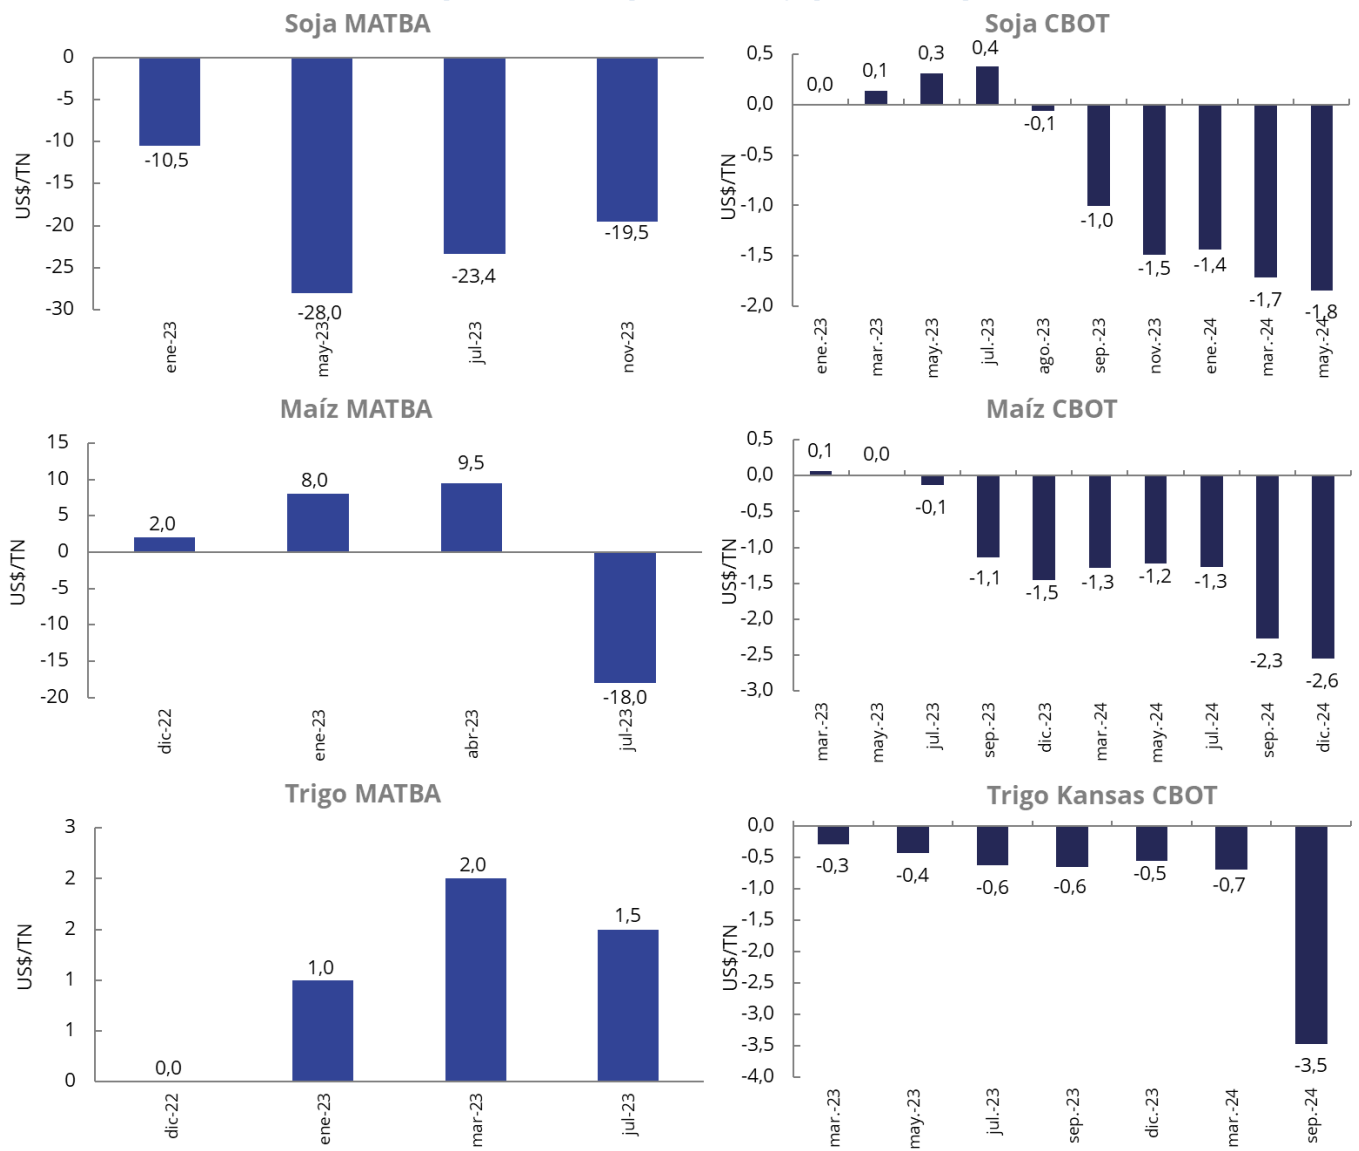 Soja MATBA
US$/TN
0
-5
-10
-15
-20
-25
-30
-10,5
-28,0
-23,4
-19,5
ene-23
may-23
jul-23
nov-23
Soja CBOT
US$/TN
0,5
0,0
-0,5
-1,0
-1,5
-2,0
0,0
0,1
0,3
0,4
-0,1
-1,0
-1,5
-1,4
-1,7
-1,8
ene.-23
mar.-23
may.-23
jul.-23
ago.-23
sep.-23
nov.-23
ene.-24
mar.-24
may.-24
Maíz MATBA
US$/TN
15
10
5
0
-5
-10
-15
-20
2,0
8,0
9,5
-18,0
dic-22
ene-23
abr-23
jul-23
Maíz CBOT
US$/TN
0,5
0,0
-0,5
-1,0
-1,5
-2,0
-2,5
-3,0
0,1
0,0
-0,1
-1,1
-1,5
-1,3
-1,2
-1,3
-2,3
-2,6
mar.-23
may.-23
jul.-23
sep.-23
dic.-23
mar.-24
may.-24
jul.-24
sep.-24
dic.-24
Trigo MATBA
US$/TN
3
2
2
1
1
0
0,0
1,0
2,0
1,5
dic-22
ene-23
mar-23
jul-23
Trigo Kansas CBOT
US$/TN
0,0
-0,5
-1,0
-1,5
-2,0
-2,5
-3,0
-3,5
-4,0
-0,3
-0,4
-0,6
-0,6
-0,5
-0,7
-3,5
mar.-23
may.-23
jul.-23
sep.-23
dic.-23
mar.-24
sep.-24